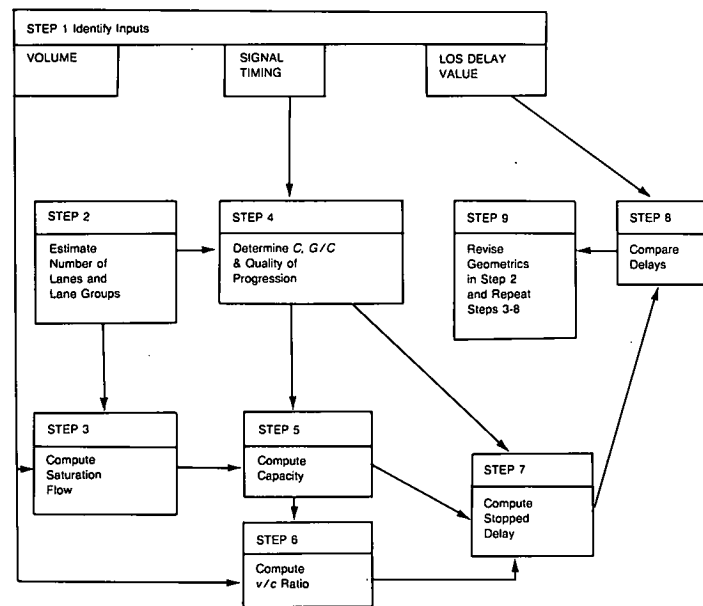 STEP 1 Identify Inputs
VOLUME
SIGNAL
TIMING
LOS DELAY
VALUE
STEP 2
Estimate
Number of
Lanes and
Lane Groups
STEP 4
Determine C, G/C
& Quality of
Progression
STEP 9
Revise
Geometrics
in Step 2
and Repeat
Steps 3-8
STEP 8
Compare
Delays
STEP 3
Compute
Saturation
Flow
STEP 5
Compute
Capacity
STEP 7
Compute
Stopped
Delay
STEP 6
Compute
v/c Ratio